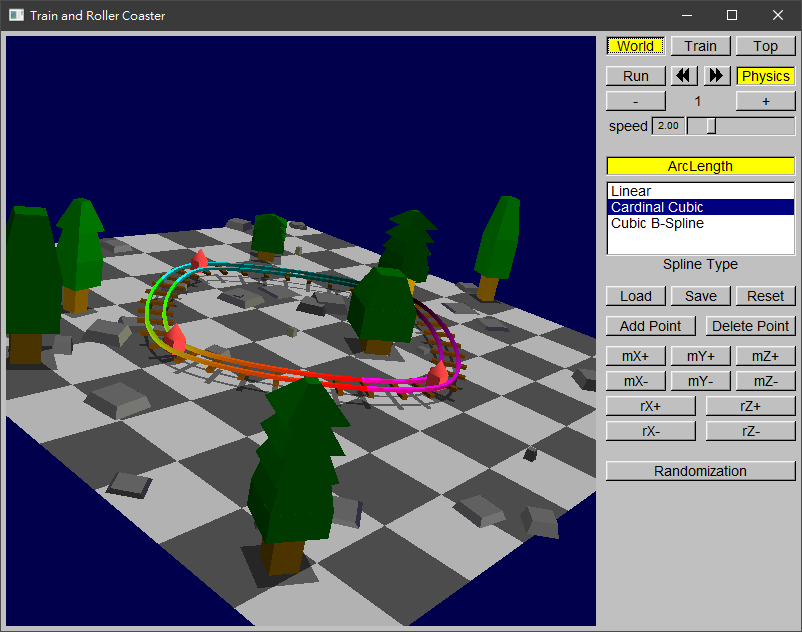 Train and Roller Coaster
World Train Top
Run Physics
- 1 +
speed 2.00
ArcLength
Linear
Cardinal Cubic
Cubic B-Spline
Spline Type
Load Save Reset
Add Point Delete Point
mX+ mY+ mZ+
mX- mY- mZ-
rX+ rZ+
rX- rZ-
Randomization